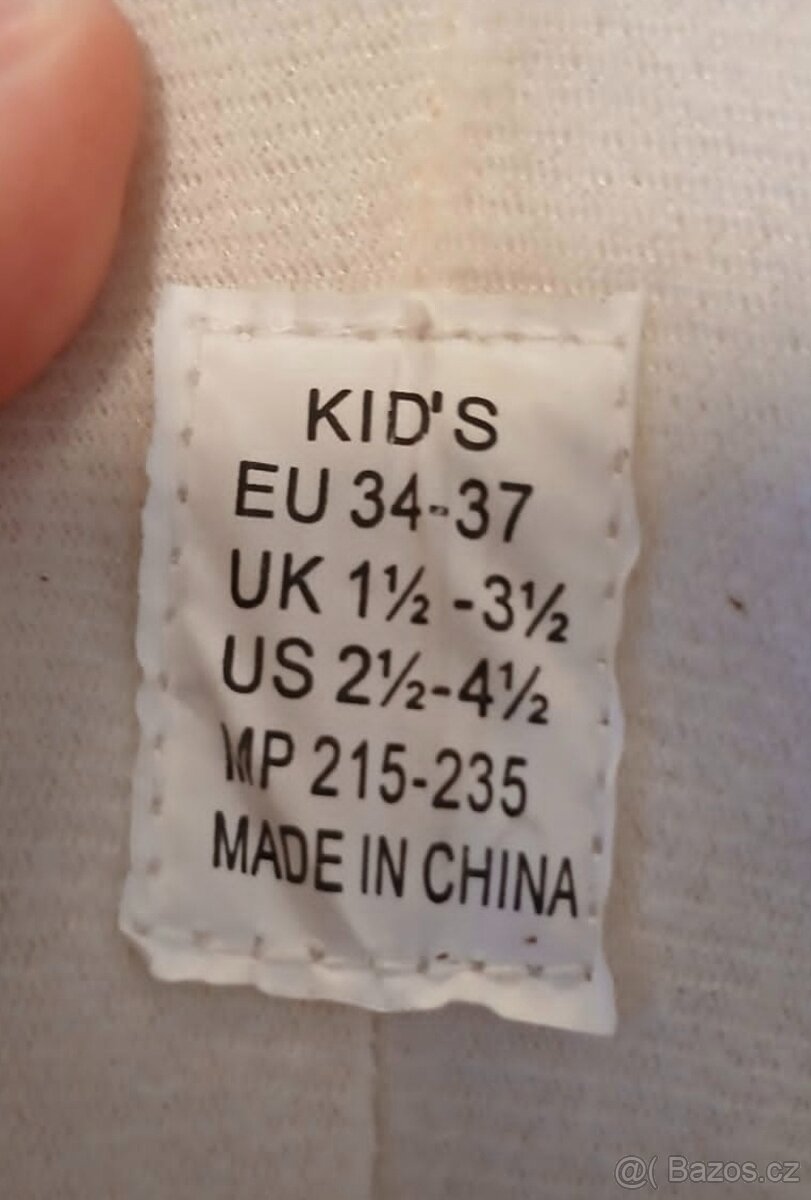 KID'S
EU 34-37
UK 1½ -3½
US 2½-4½
MP 215-235
MADE IN CHINA
@( Bazos.cz